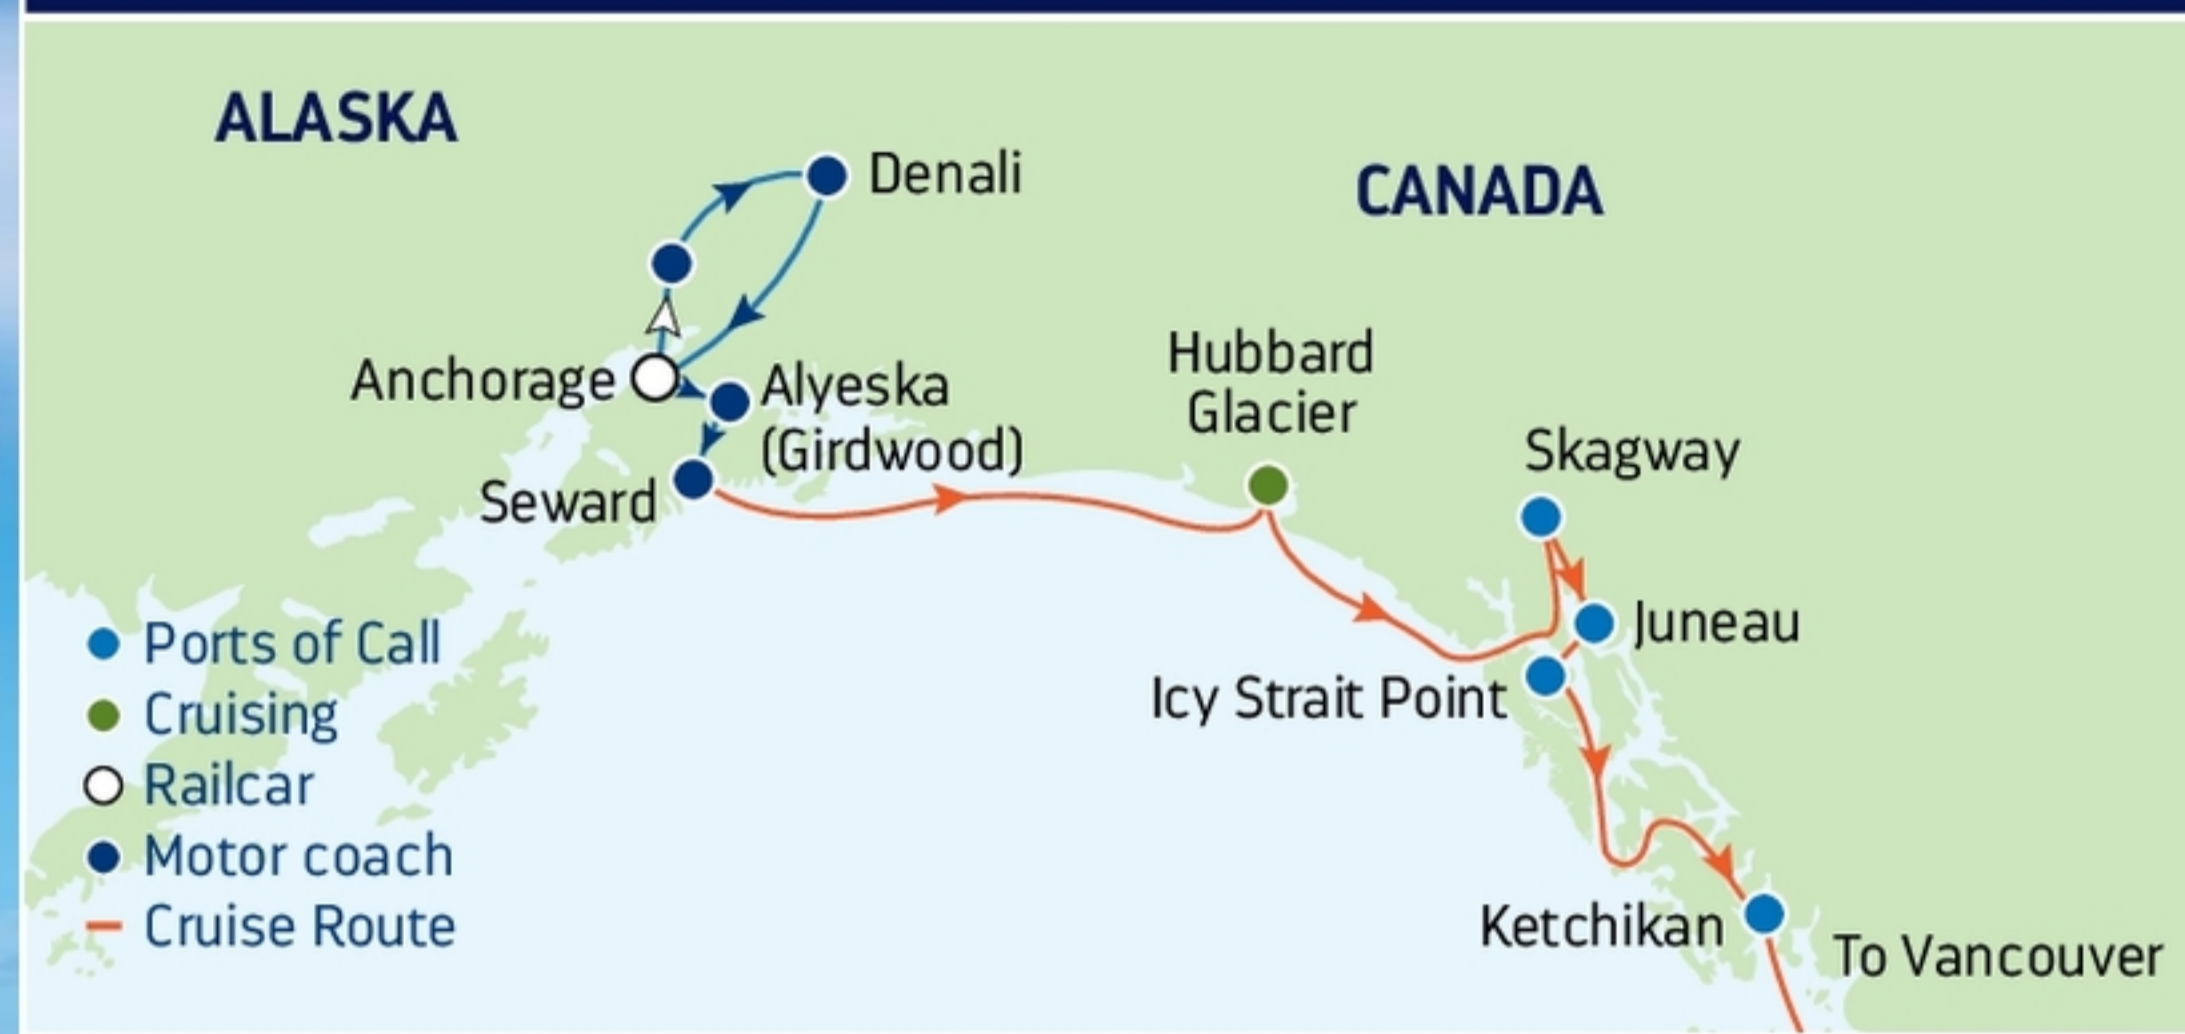 ALASKA
CANADA
Denali
Anchorage
Alyeska
(Girdwood)
Seward
Hubbard
Glacier
Skagway
Juneau
Icy Strait Point
Ketchikan
To Vancouver
Ports of Call
Cruising
Railcar
Motor coach
Cruise Route